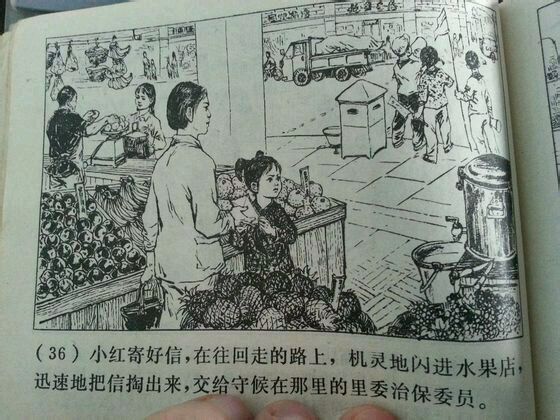 (36) 小红寄好信，在往回走的路上，机灵地闪进水果店，
迅速地把信掏出来，交给守候在那里的里委治保委员。